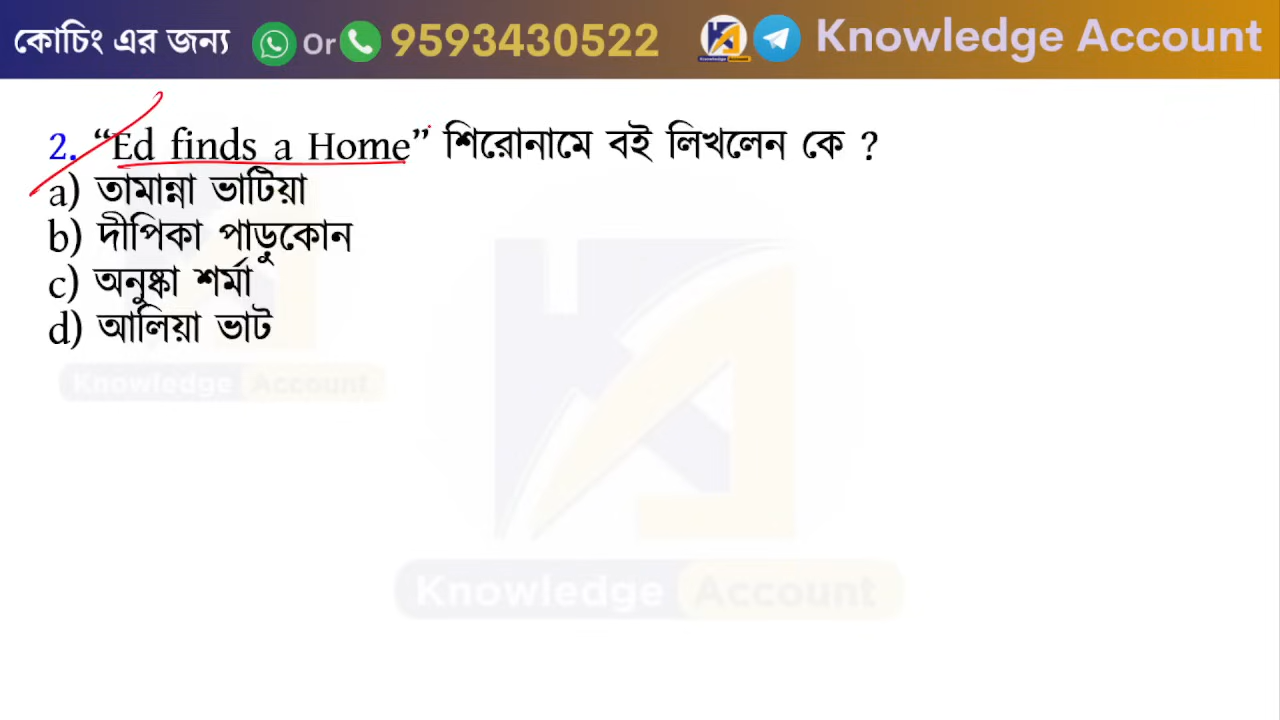 কোচিং এর জন্য Or 9593430522 Knowledge Account
2. “Ed finds a Home” শিরোনামে বই লিখলেন কে ?
a) তামান্না ভাটিয়া
b) দীপিকা পাড়ুকোন
c) অনুষ্কা শর্মা
d) আলিয়া ভাট
Knowledge Account
Knowledge Account